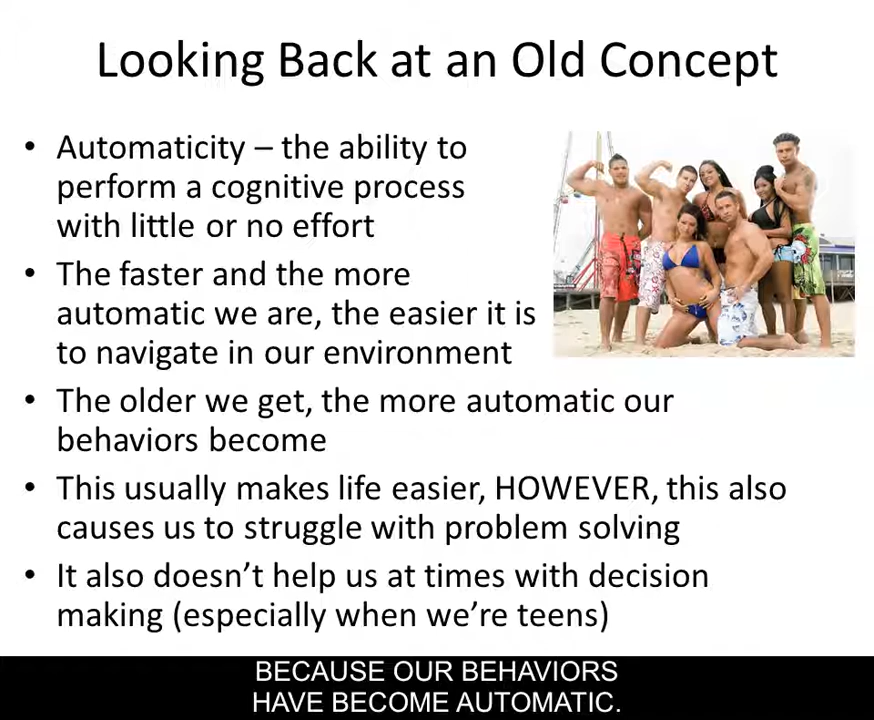 Looking Back at an Old Concept
• Automaticity – the ability to
perform a cognitive process
with little or no effort
• The faster and the more
automatic we are, the easier it is
to navigate in our environment
• The older we get, the more automatic our
behaviors become
• This usually makes life easier, HOWEVER, this also
causes us to struggle with problem solving
• It also doesn’t help us at times with decision
making (especially when we’re teens)
BECAUSE OUR BEHAVIORS
HAVE BECOME AUTOMATIC.